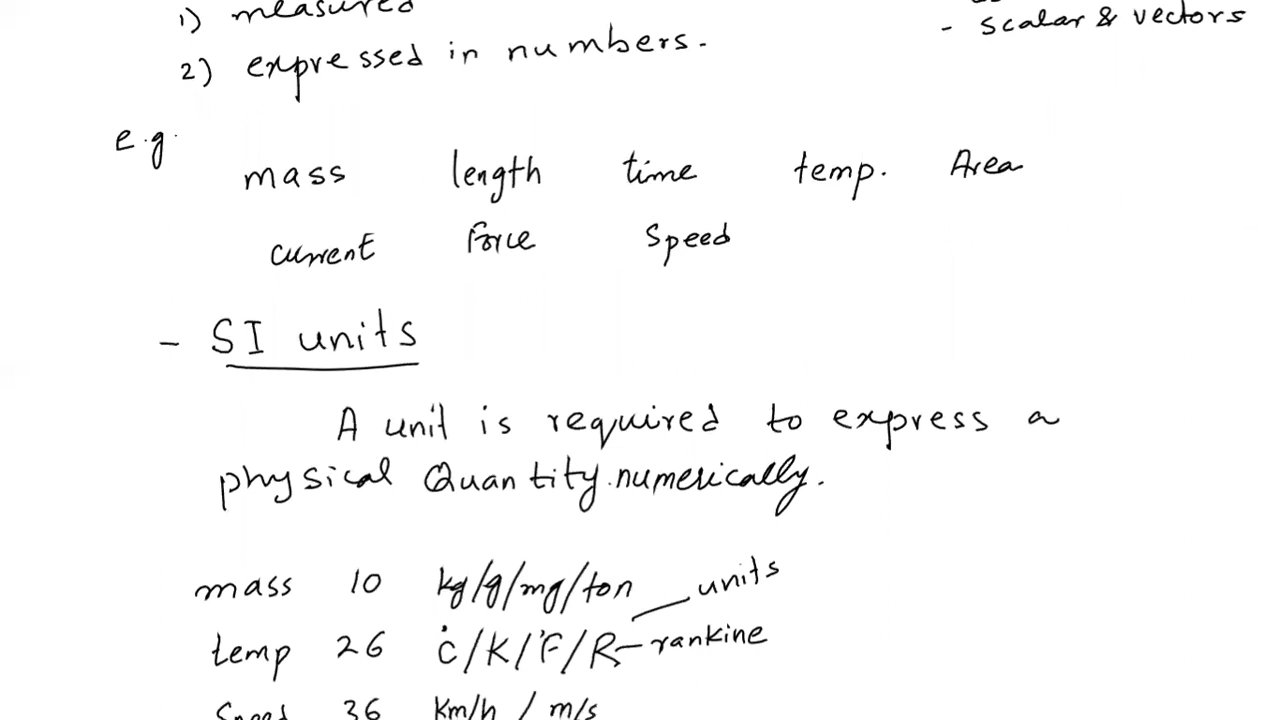 1) measured
- scalar & vectors
2) expressed in numbers.
e.g.
mass length time temp. Area
current Force Speed
- SI units
A unit is required to express a
physical Quantity numerically.
mass 10 kg/g/mg/ton units
temp 26 °C/K/°F/R - rankine
Speed 36 km/h / m/s